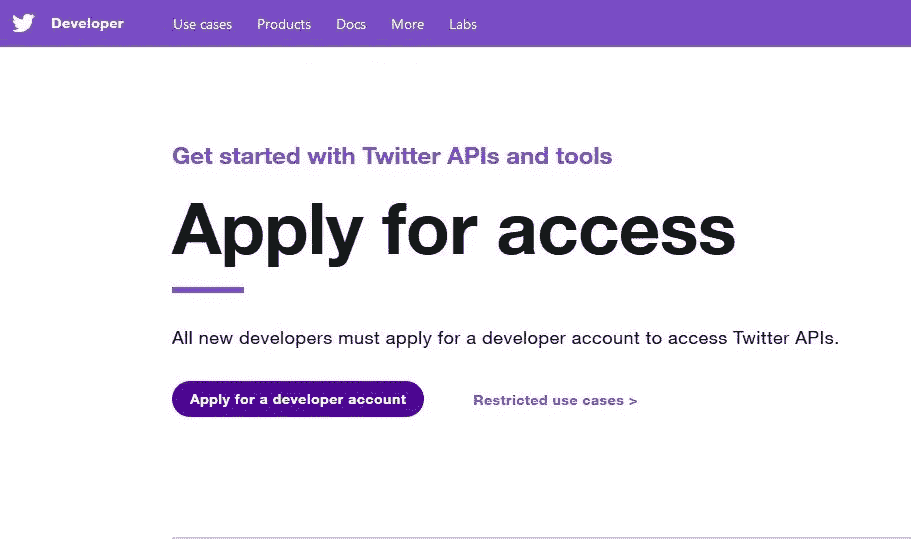 Developer Use cases Products Docs More Labs
Get started with Twitter APIs and tools
Apply for access
All new developers must apply for a developer account to access Twitter APIs.
Apply for a developer account Restricted use cases >